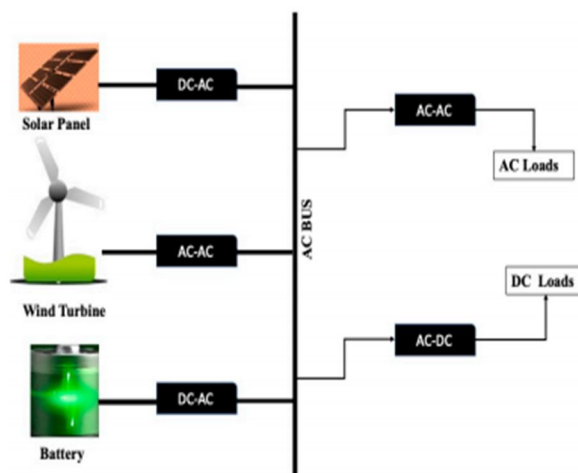 DC-AC
Solar Panel
AC-AC
AC Loads
AC-AC
Wind Turbine
AC BUS
DC Loads
AC-DC
DC-AC
Battery